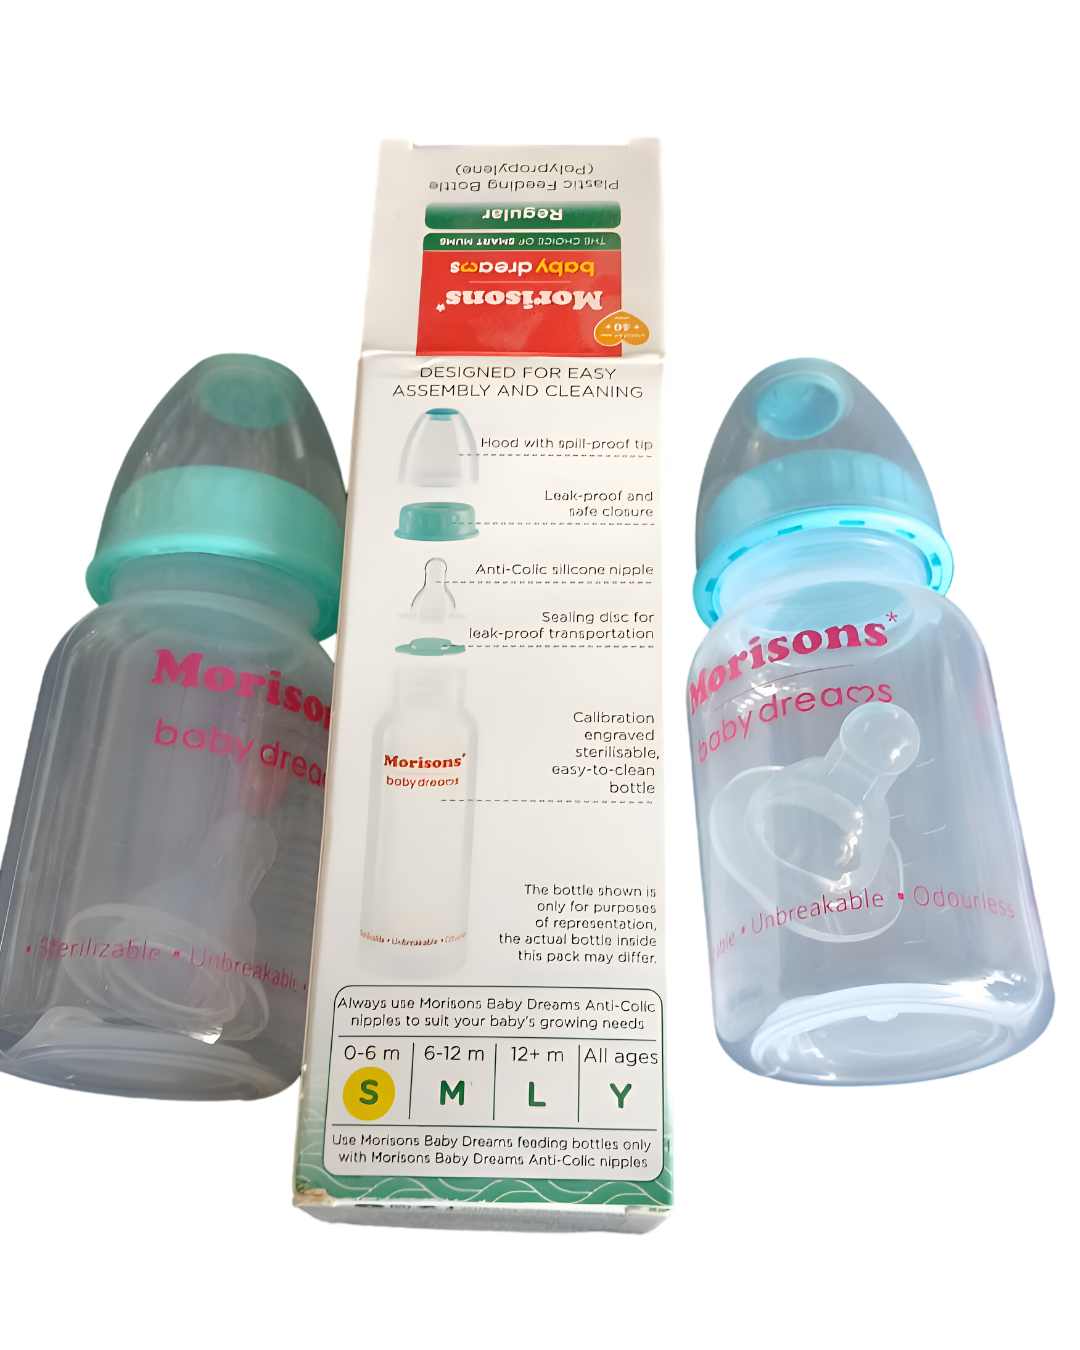 Plastic Feeding Bottle
(Polypropylene)
Regular
THE CHOICE OF SMART MUMS
baby dreams
Morisons*
60
DESIGNED FOR EASY
ASSEMBLY AND CLEANING
Hood with spill-proof tip
Leak-proof and
safe closure
Anti-Colic silicone nipple
Sealing disc for
leak-proof transportation
Calibration
engraved
sterilisable,
easy-to-clean
bottle
Morisons*
baby dreams
The bottle shown is
only for purposes
of representation,
the actual bottle inside
this pack may differ.
Always use Morisons Baby Dreams Anti-Colic
nipples to suit your baby's growing needs
0-6 m 6-12 m 12+ m All ages
S M L Y
Use Morisons Baby Dreams feeding bottles only
with Morisons Baby Dreams Anti-Colic nipples
Moriso
baby drea
• Sterilizable • Unbreakable •
Morisons*
baby dreams
able • Unbreakable • Odourless